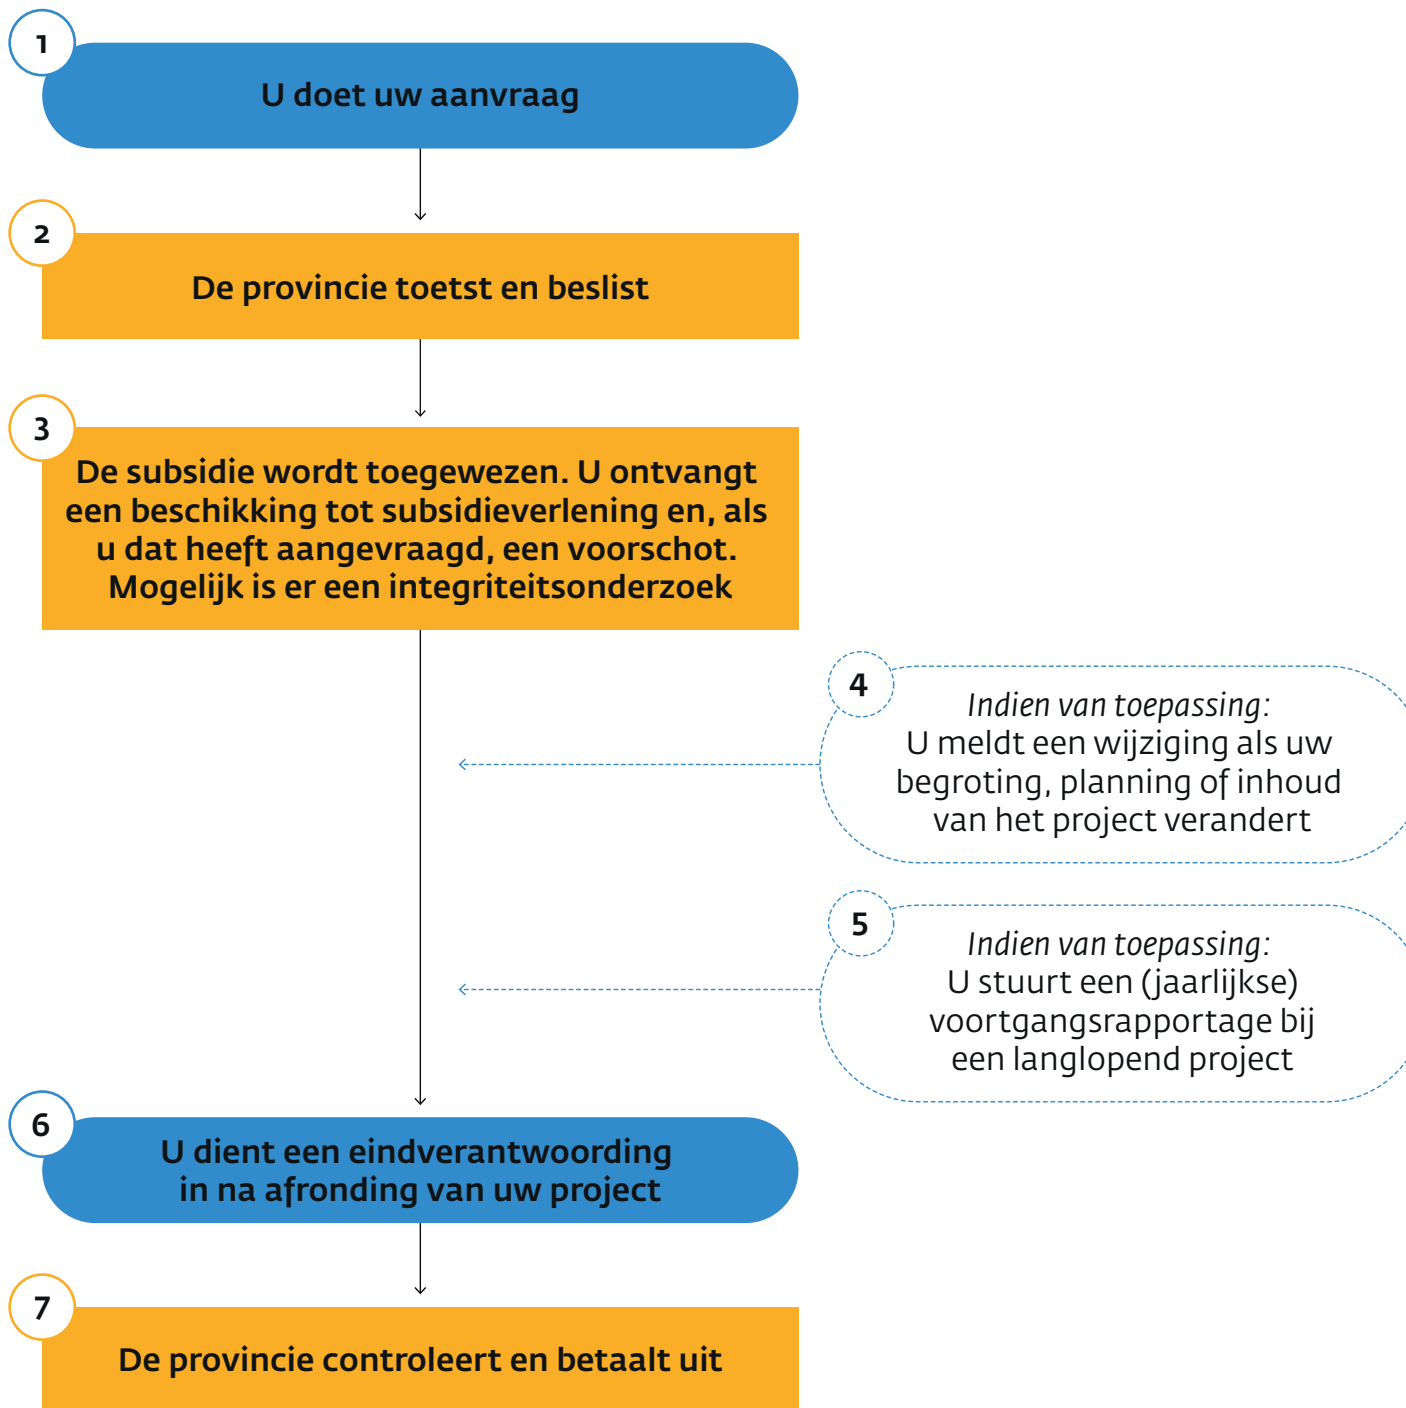 1
U doet uw aanvraag
2
De provincie toetst en beslist
3
De subsidie wordt toegewezen. U ontvangt
een beschikking tot subsidieverlening en, als
u dat heeft aangevraagd, een voorschot.
Mogelijk is er een integriteitsonderzoek
4
Indien van toepassing:
U meldt een wijziging als uw
begroting, planning of inhoud
van het project verandert
5
Indien van toepassing:
U stuurt een (jaarlijkse)
voortgangsrapportage bij
een langlopend project
6
U dient een eindverantwoording
in na afronding van uw project
7
De provincie controleert en betaalt uit